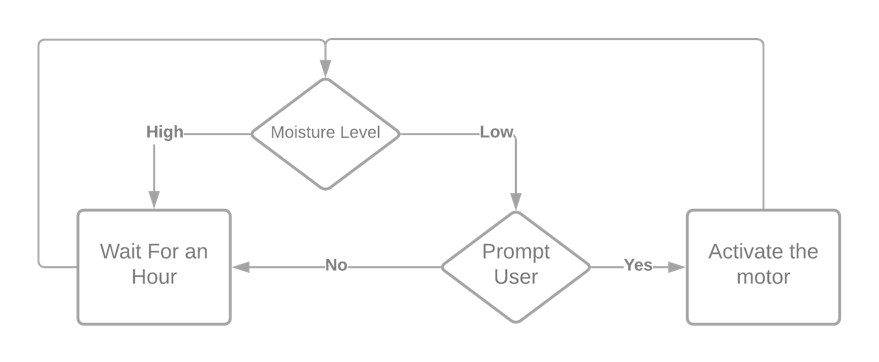 Moisture Level
High
Low
Wait For an
Hour
No
Prompt
User
Yes
Activate the
motor